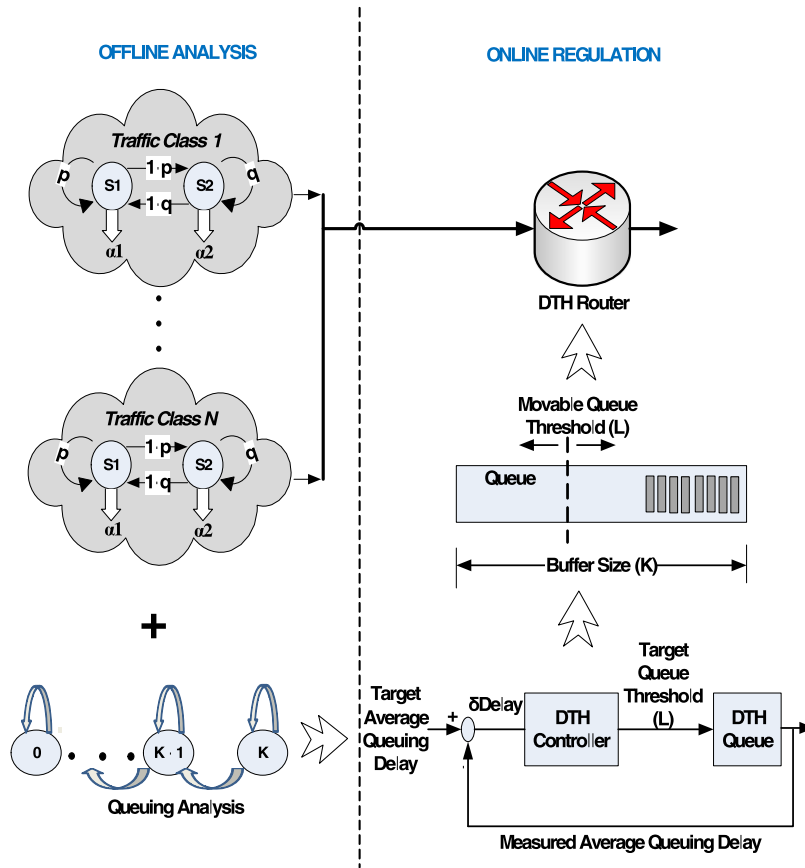 OFFLINE ANALYSIS
Traffic Class 1
p
1-p
q
S1
S2
1-q
α1
α2
Traffic Class N
p
1-p
q
S1
S2
1-q
α1
α2
+
0
K-1
K
Queuing Analysis
ONLINE REGULATION
DTH Router
Movable Queue
Threshold (L)
Queue
Buffer Size (K)
Target
Average
Queuing
Delay
+
-
δDelay
DTH
Controller
Target
Queue
Threshold
(L)
DTH
Queue
Measured Average Queuing Delay